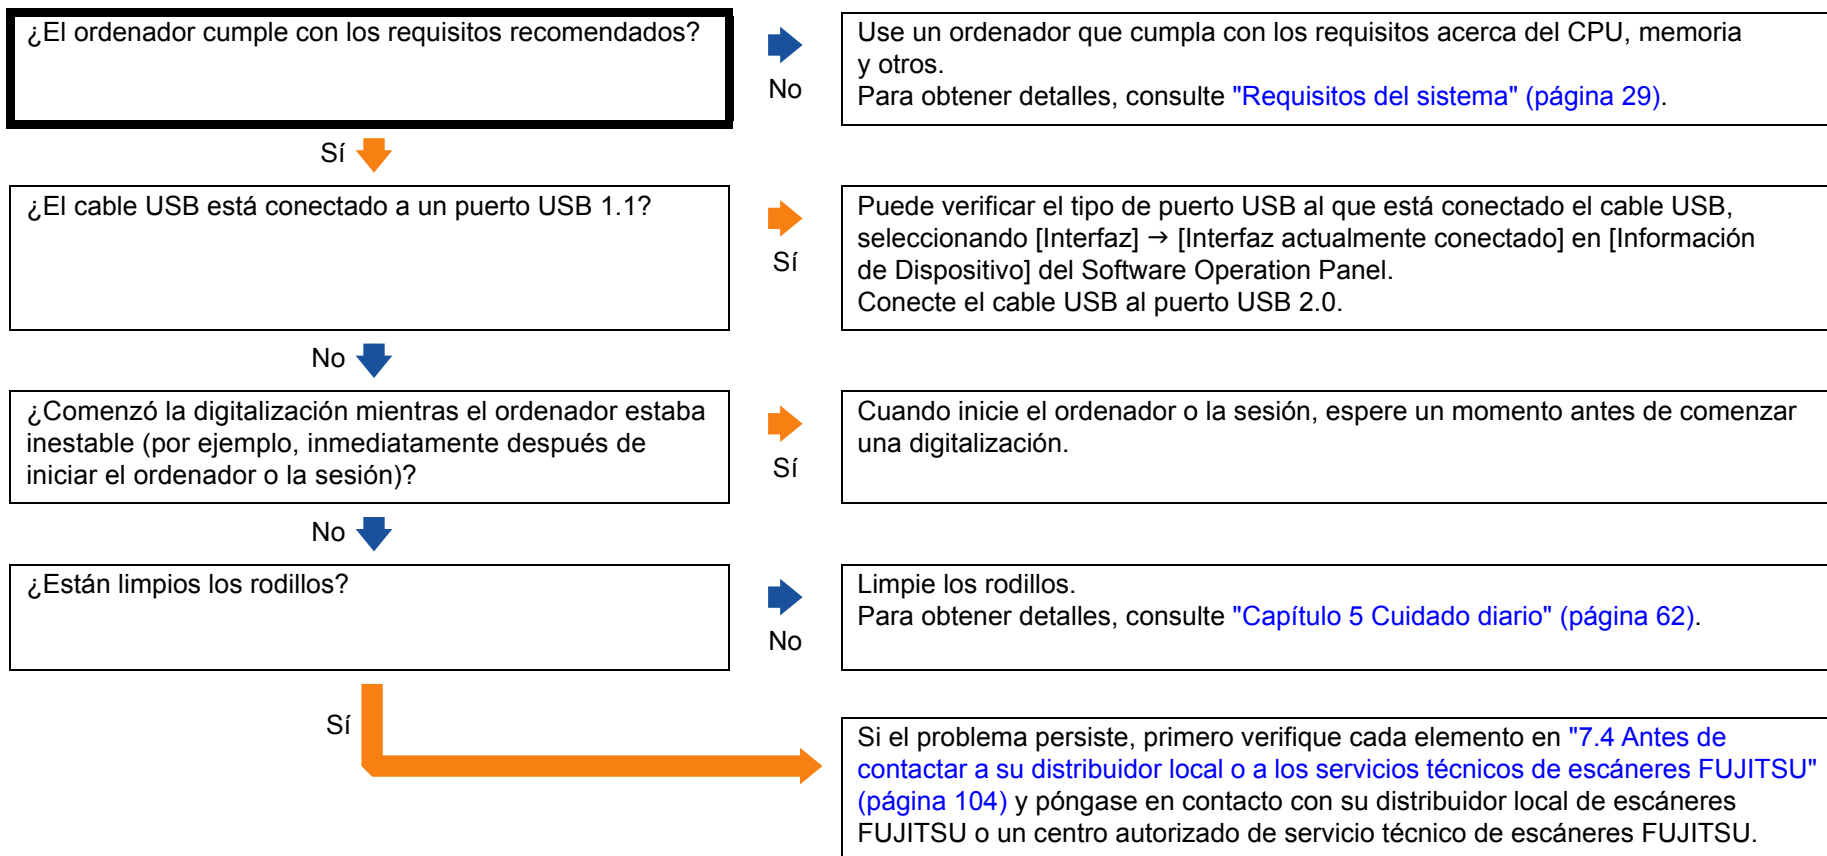 ¿El ordenador cumple con los requisitos recomendados?
No
Use un ordenador que cumpla con los requisitos acerca del CPU, memoria
y otros.
Para obtener detalles, consulte "Requisitos del sistema" (página 29).
Sí
¿El cable USB está conectado a un puerto USB 1.1?
Sí
Puede verificar el tipo de puerto USB al que está conectado el cable USB,
seleccionando [Interfaz] → [Interfaz actualmente conectado] en [Información
de Dispositivo] del Software Operation Panel.
Conecte el cable USB al puerto USB 2.0.
No
¿Comenzó la digitalización mientras el ordenador estaba
inestable (por ejemplo, inmediatamente después de
iniciar el ordenador o la sesión)?
Sí
Cuando inicie el ordenador o la sesión, espere un momento antes de comenzar
una digitalización.
No
¿Están limpios los rodillos?
No
Limpie los rodillos.
Para obtener detalles, consulte "Capítulo 5 Cuidado diario" (página 62).
Sí
Si el problema persiste, primero verifique cada elemento en "7.4 Antes de
contactar a su distribuidor local o a los servicios técnicos de escáneres FUJITSU"
(página 104) y póngase en contacto con su distribuidor local de escáneres
FUJITSU o un centro autorizado de servicio técnico de escáneres FUJITSU.